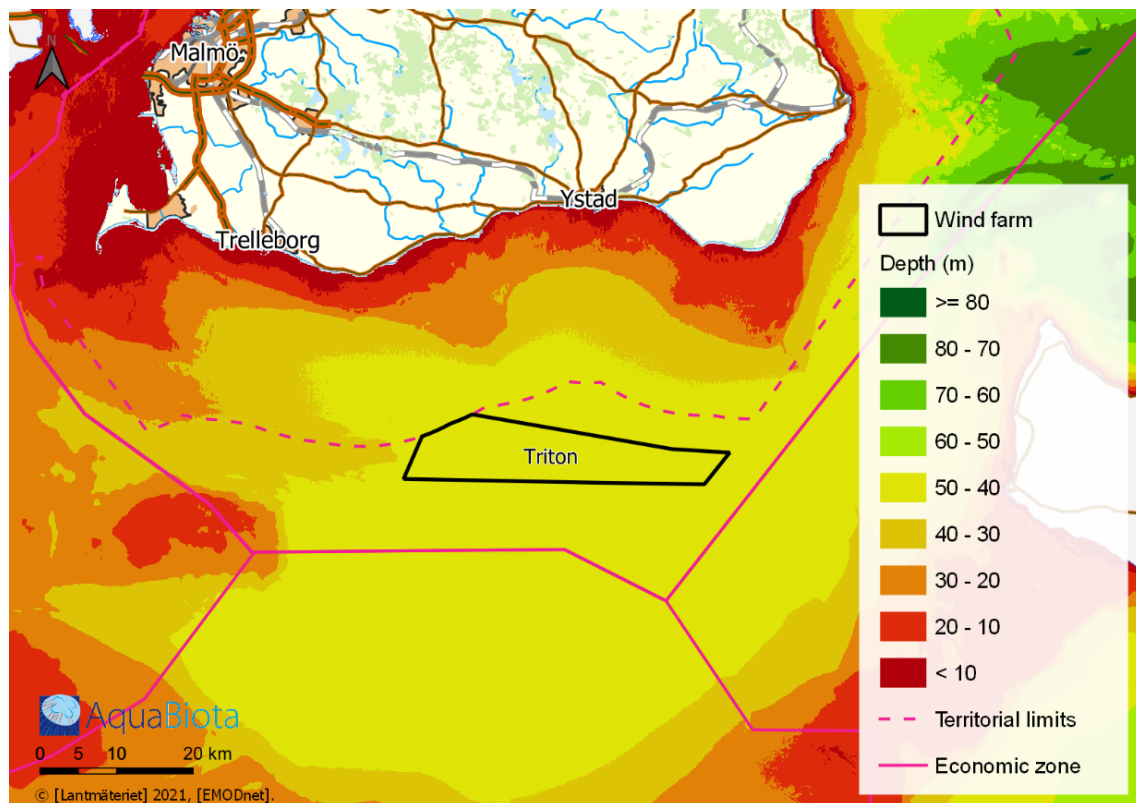 N
Malmö
Ystad
Trelleborg
Triton
Wind farm
Depth (m)
>= 80
80 - 70
70 - 60
60 - 50
50 - 40
40 - 30
30 - 20
20 - 10
< 10
Territorial limits
Economic zone
AquaBiota
0 5 10 20 km
© [Lantmäteriet] 2021, [EMODnet].